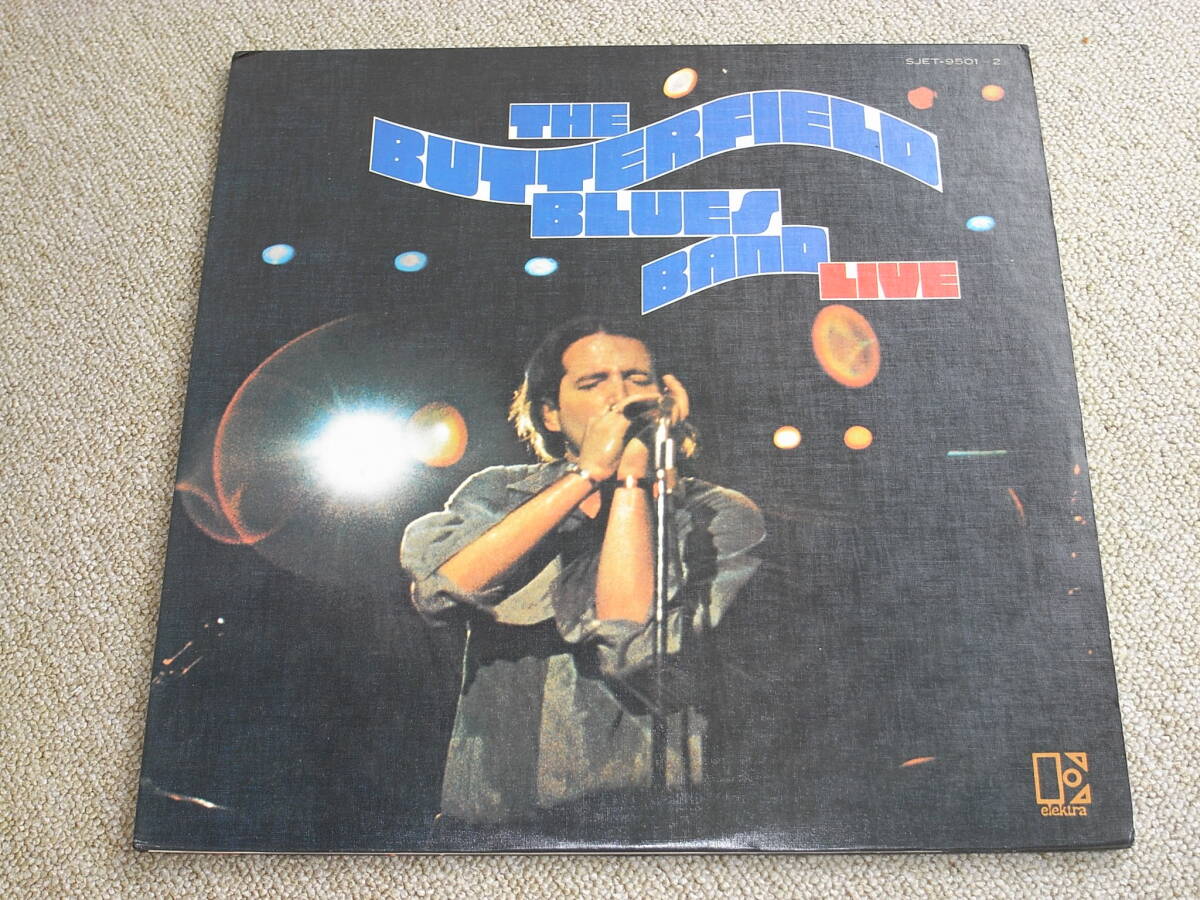 SJET-9501~2
THE
BUTTERFIELD
BLUES
BAND
LIVE
elektra